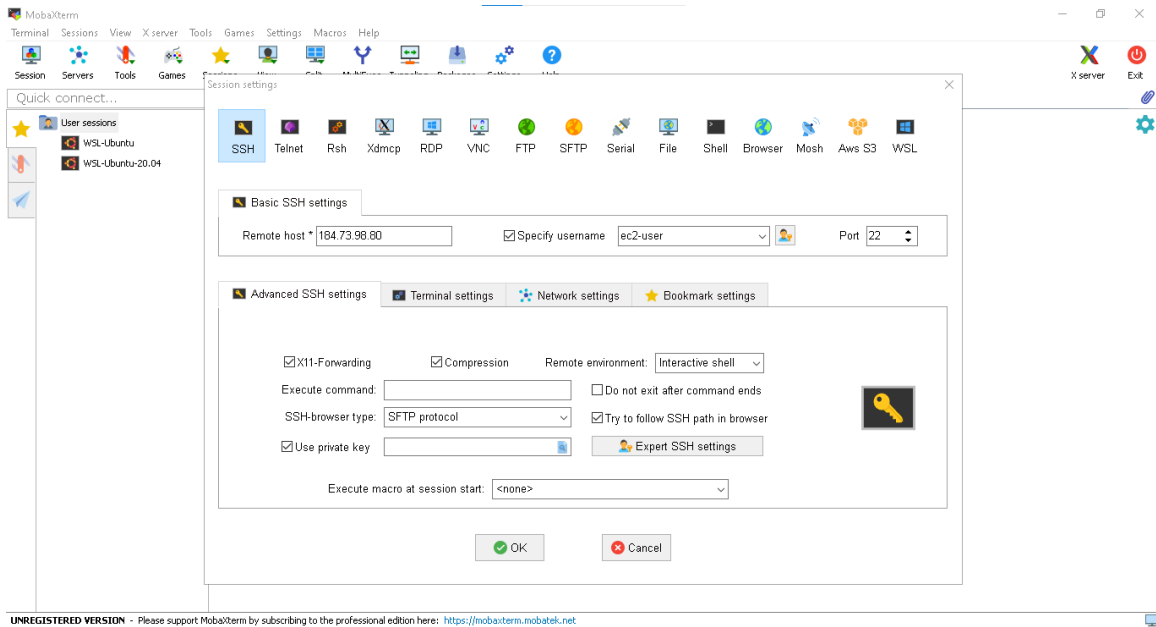 MobaXterm
Terminal Sessions View X server Tools Games Settings Macros Help
Session Servers Tools Games X server Exit
Session settings
Quick connect...
User sessions
WSL-Ubuntu
WSL-Ubuntu-20.04
SSH Telnet Rsh Xdmcp RDP VNC FTP SFTP Serial File Shell Browser Mosh Aws S3 WSL
Basic SSH settings
Remote host * 184.73.98.80 Specify username ec2-user Port 22
Advanced SSH settings Terminal settings Network settings Bookmark settings
X11-Forwarding Compression Remote environment: Interactive shell
Execute command: Do not exit after command ends
SSH-browser type: SFTP protocol Try to follow SSH path in browser
Use private key Expert SSH settings
Execute macro at session start: <none>
OK Cancel
UNREGISTERED VERSION - Please support MobaXterm by subscribing to the professional edition here: https://mobaxterm.mobatek.net